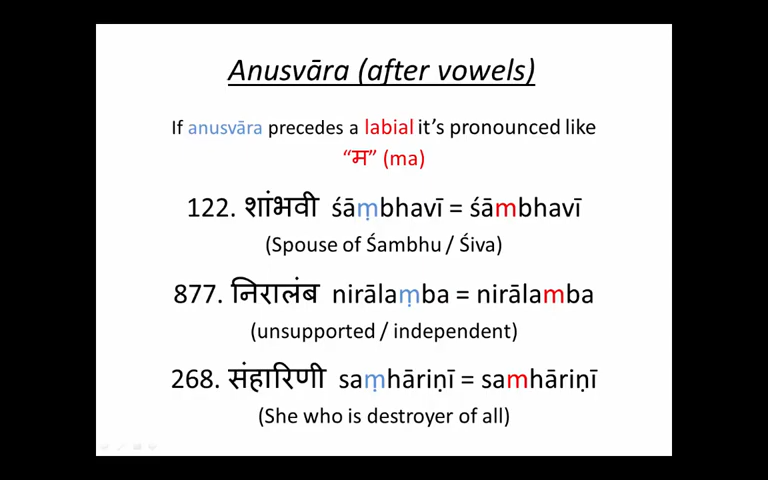 Anusvāra (after vowels)
If anusvāra precedes a labial it’s pronounced like
“म” (ma)
122. शांभवी śāṃbhavī = śāmbhavī
(Spouse of Śambhu / Śiva)
877. निरालंब nirālaṃba = nirālamba
(unsupported / independent)
268. संहारिणी saṃhāriṇī = samhāriṇī
(She who is destroyer of all)